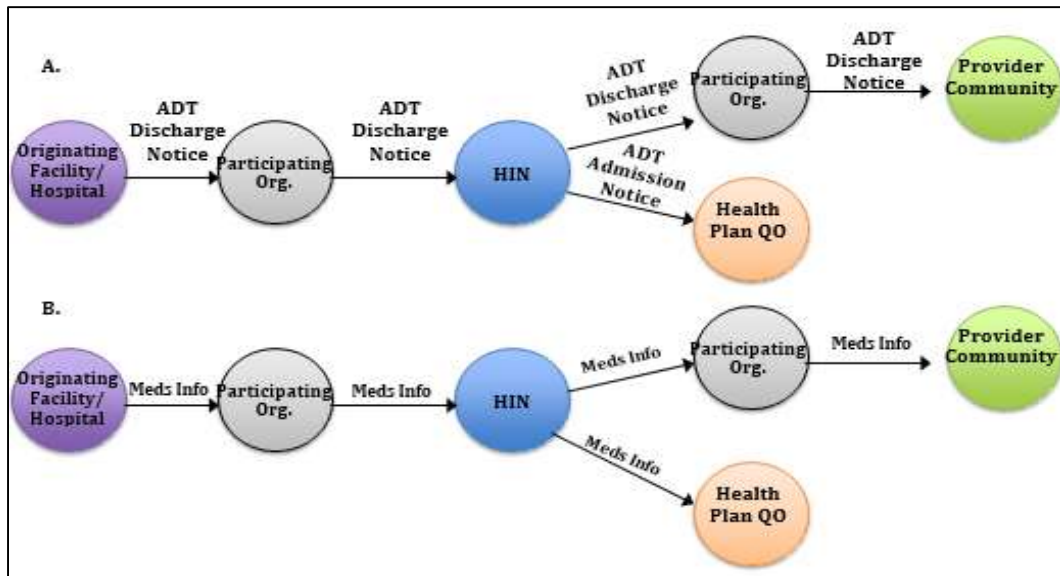 A.
Originating
Facility/
Hospital
ADT
Discharge
Notice
Participating
Org.
ADT
Discharge
Notice
HIN
ADT
Discharge
Notice
Participating
Org.
ADT
Discharge
Notice
Provider
Community
ADT
Admission
Notice
Health
Plan QO
B.
Originating
Facility/
Hospital
Meds Info
Participating
Org.
Meds Info
HIN
Meds Info
Participating
Org.
Meds Info
Provider
Community
Meds Info
Health
Plan QO